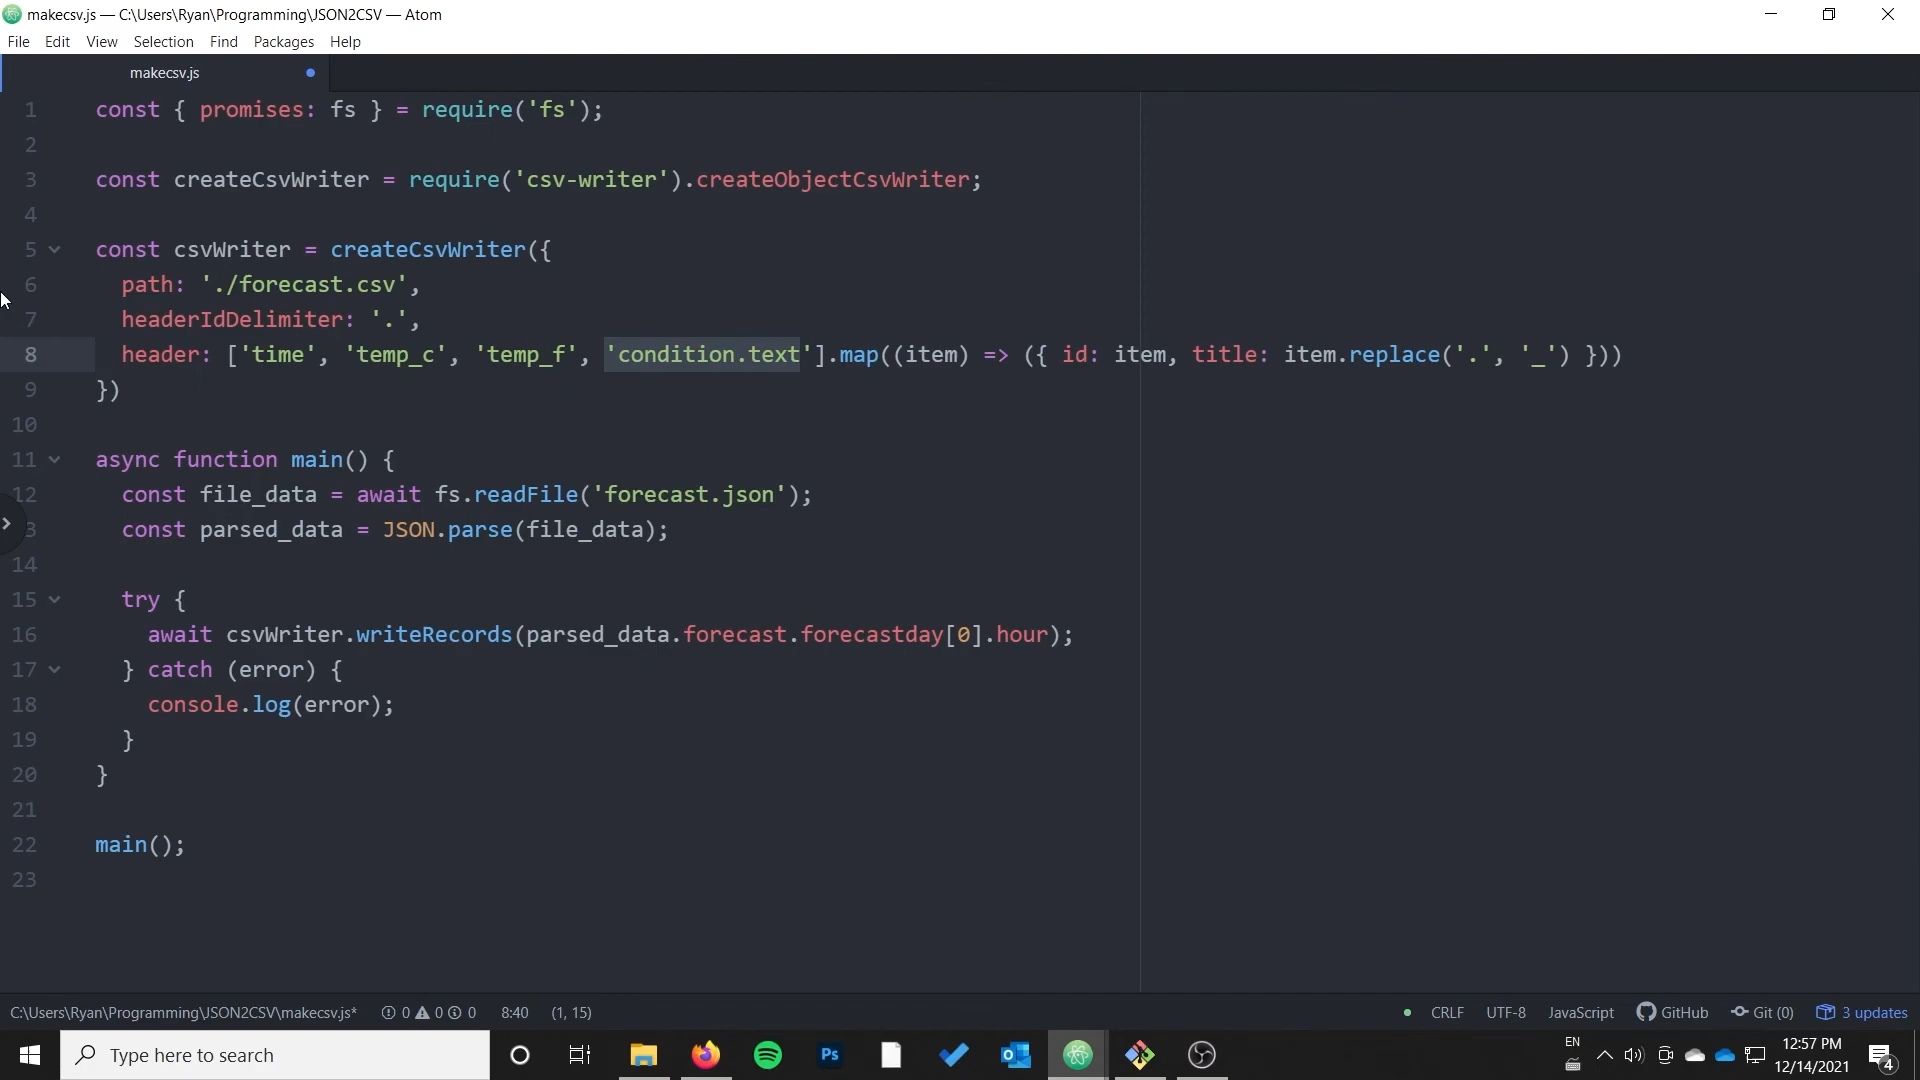 makecsv.js — C:\Users\Ryan\Programming\JSON2CSV — Atom
File Edit View Selection Find Packages Help
makecsv.js
1 const { promises: fs } = require('fs');
2
3 const createCsvWriter = require('csv-writer').createObjectCsvWriter;
4
5 const csvWriter = createCsvWriter({
6 path: './forecast.csv',
7 headerIdDelimiter: '.',
8 header: ['time', 'temp_c', 'temp_f', 'condition.text'].map((item) => ({ id: item, title: item.replace('.', '_') }))
9 })
10
11 async function main() {
12 const file_data = await fs.readFile('forecast.json');
3 const parsed_data = JSON.parse(file_data);
14
15 try {
16 await csvWriter.writeRecords(parsed_data.forecast.forecastday[0].hour);
17 } catch (error) {
18 console.log(error);
19 }
20 }
21
22 main();
23
C:\Users\Ryan\Programming\JSON2CSV\makecsv.js* 0 0 0 8:40 (1, 15) CRLF UTF-8 JavaScript GitHub Git (0) 3 updates
Type here to search Ps EN 12:57 PM
12/14/2021 4